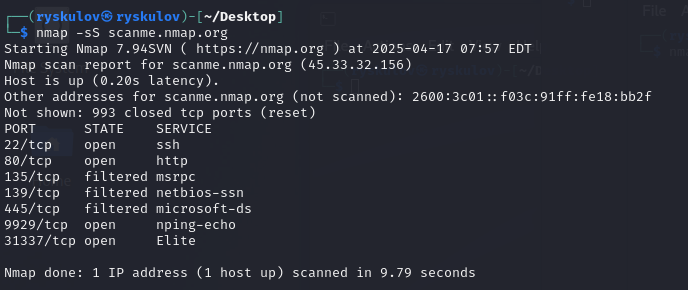 File A
┌──(ryskulov㉿ryskulov)-[~/Desktop]
└─$ nmap -sS scanme.nmap.org
Starting Nmap 7.94SVN ( https://nmap.org ) at 2025-04-17 07:57 EDT
Nmap scan report for scanme.nmap.org (45.33.32.156)
Host is up (0.20s latency).
Other addresses for scanme.nmap.org (not scanned): 2600:3c01::f03c:91ff:fe18:bb2f
Not shown: 993 closed tcp ports (reset)
PORT      STATE    SERVICE
22/tcp    open     ssh
80/tcp    open     http
135/tcp   filtered msrpc
139/tcp   filtered netbios-ssn
445/tcp   filtered microsoft-ds
9929/tcp  open     nping-echo
31337/tcp open     Elite
Nmap done: 1 IP address (1 host up) scanned in 9.79 seconds